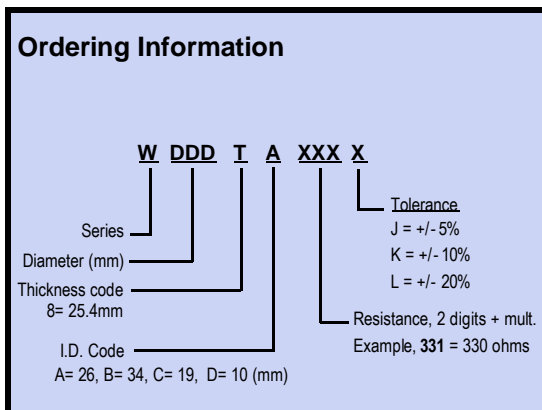 Ordering Information
W DDD T A XXX X
Series
Diameter (mm)
Thickness code
8= 25.4mm
I.D. Code
A= 26, B= 34, C= 19, D= 10 (mm)
Tolerance
J = +/- 5%
K = +/- 10%
L = +/- 20%
Resistance, 2 digits + mult.
Example, 331 = 330 ohms